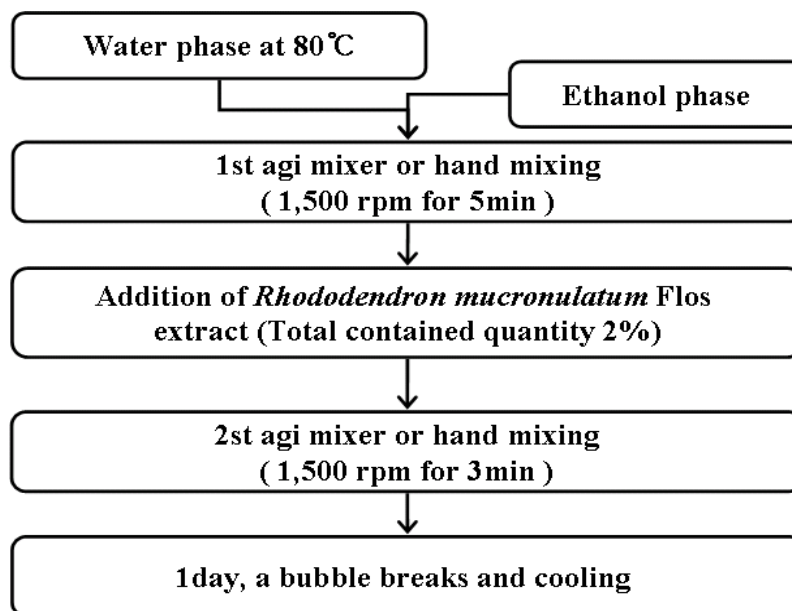 Water phase at 80℃
Ethanol phase
1st agi mixer or hand mixing
( 1,500 rpm for 5min )
Addition of Rhododendron mucronulatum Flos
extract (Total contained quantity 2%)
2st agi mixer or hand mixing
( 1,500 rpm for 3min )
1day, a bubble breaks and cooling